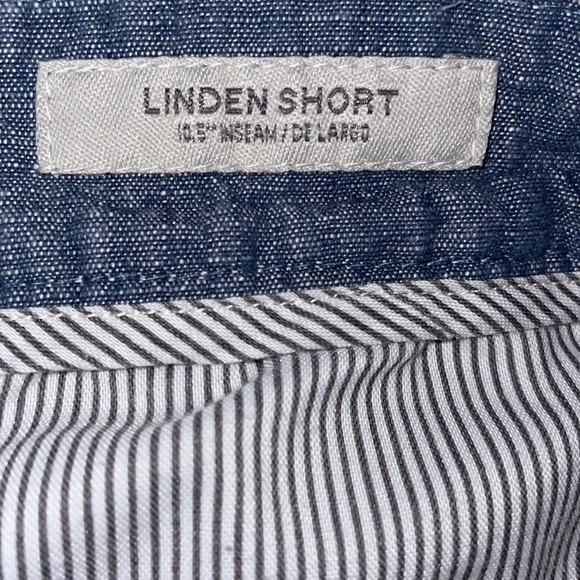 LINDEN SHORT
10.5" INSEAM / DE LARGO